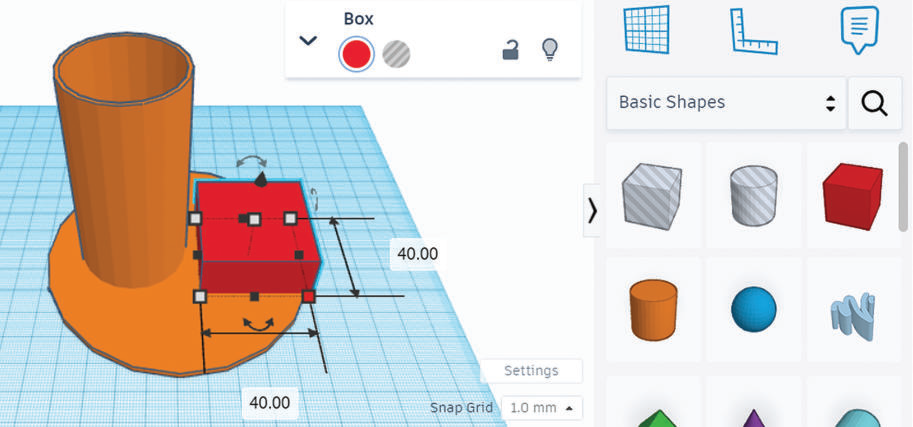 Box
Basic Shapes
40.00
40.00
Settings
Snap Grid 1.0 mm